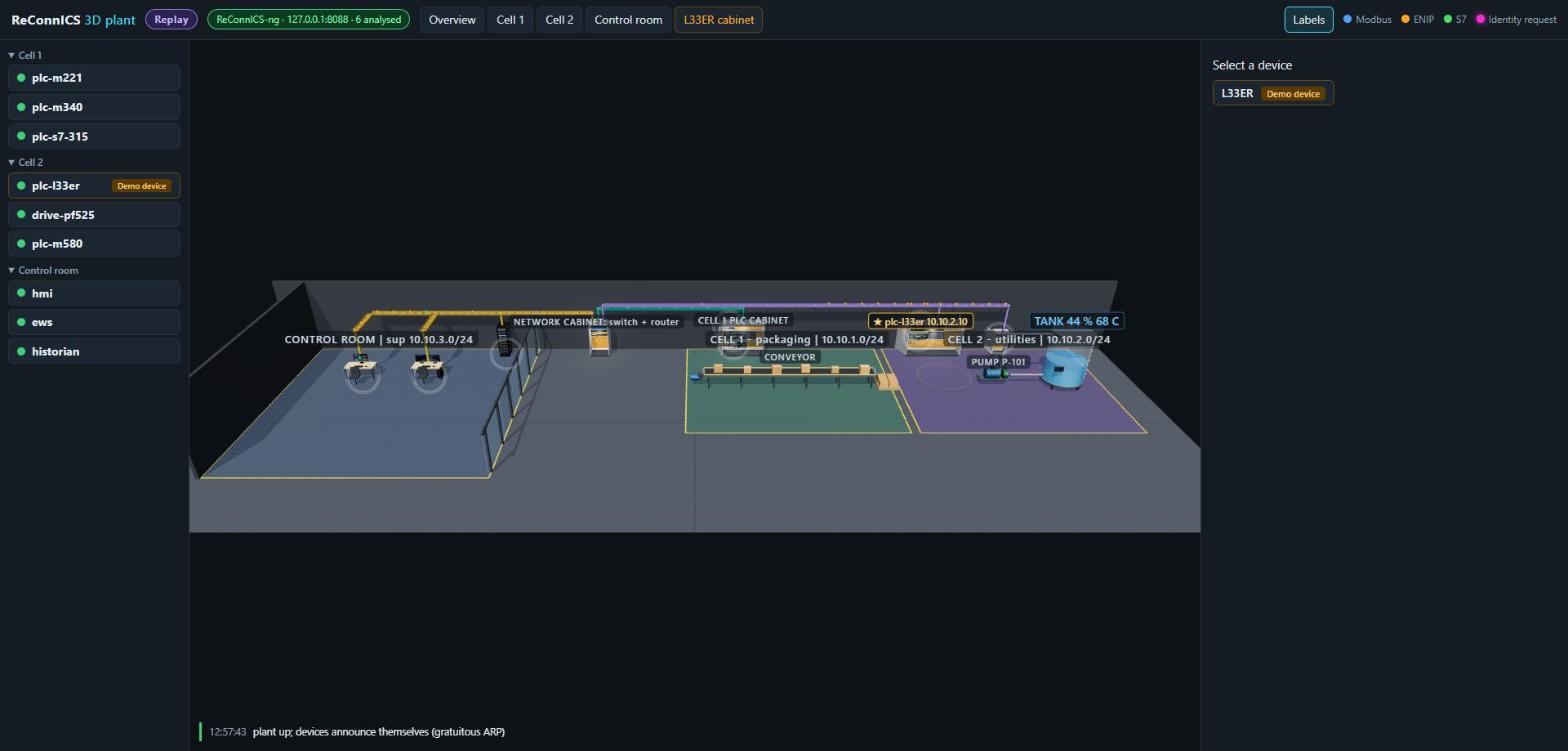 ReConnICS 3D plant
Replay
ReConnICS-ng · 127.0.0.1:8088 · 6 analysed
Overview
Cell 1
Cell 2
Control room
L33ER cabinet
Labels
Modbus
ENIP
S7
Identity request
Cell 1
plc-m221
plc-m340
plc-s7-315
Cell 2
plc-l33er Demo device
drive-pf525
plc-m580
Control room
hmi
ews
historian
NETWORK CABINET: switch + router
CELL 1 PLC CABINET
★ plc-l33er 10.10.2.10
TANK 44 % 68 C
CONTROL ROOM | sup 10.10.3.0/24
CELL 1 - packaging | 10.10.1.0/24
CELL 2 - utilities | 10.10.2.0/24
CONVEYOR
PUMP P-101
12:57:43 plant up; devices announce themselves (gratuitous ARP)
Select a device
L33ER Demo device